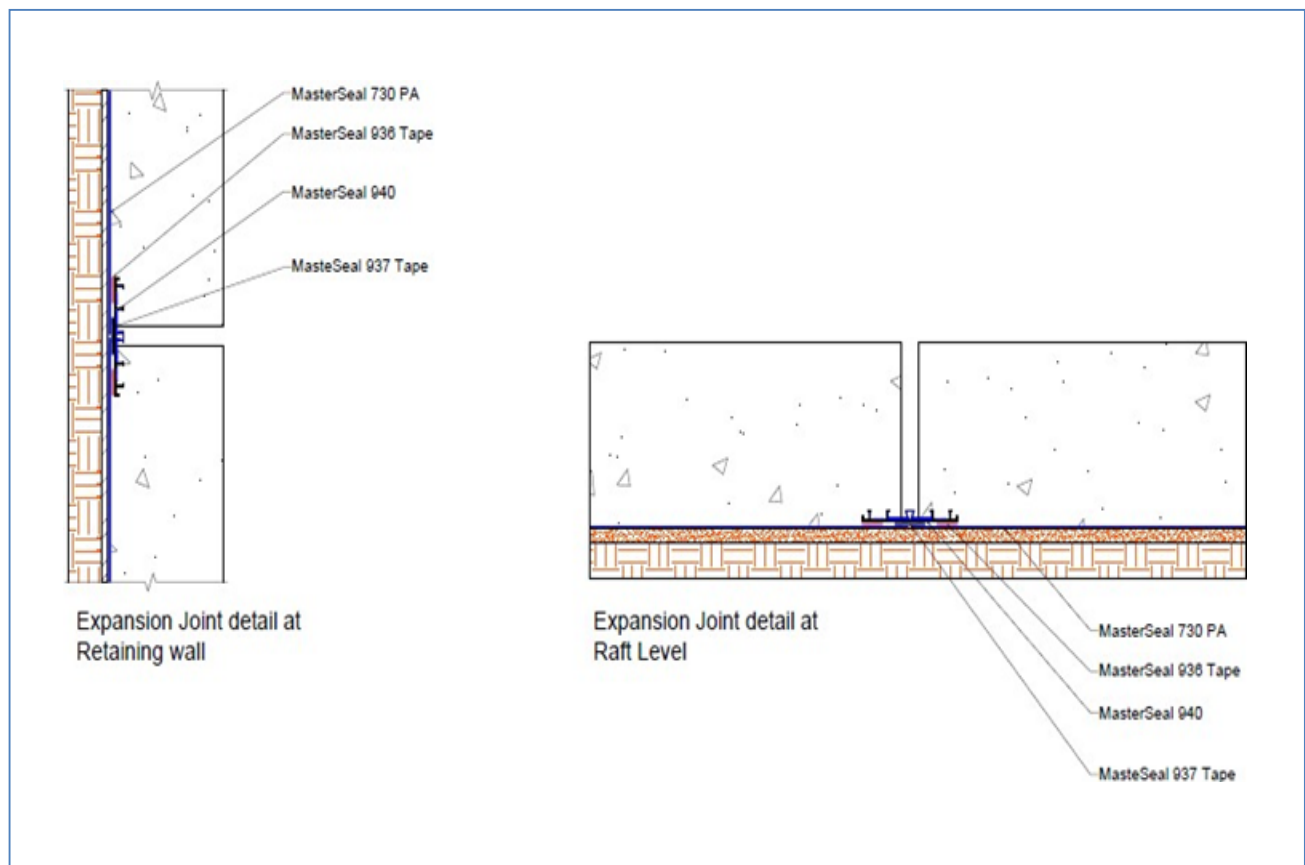 MasterSeal 730 PA
MasterSeal 936 Tape
MasterSeal 940
MasteSeal 937 Tape
Expansion Joint detail at
Retaining wall
Expansion Joint detail at
Raft Level
MasterSeal 730 PA
MasterSeal 936 Tape
MasterSeal 940
MasteSeal 937 Tape